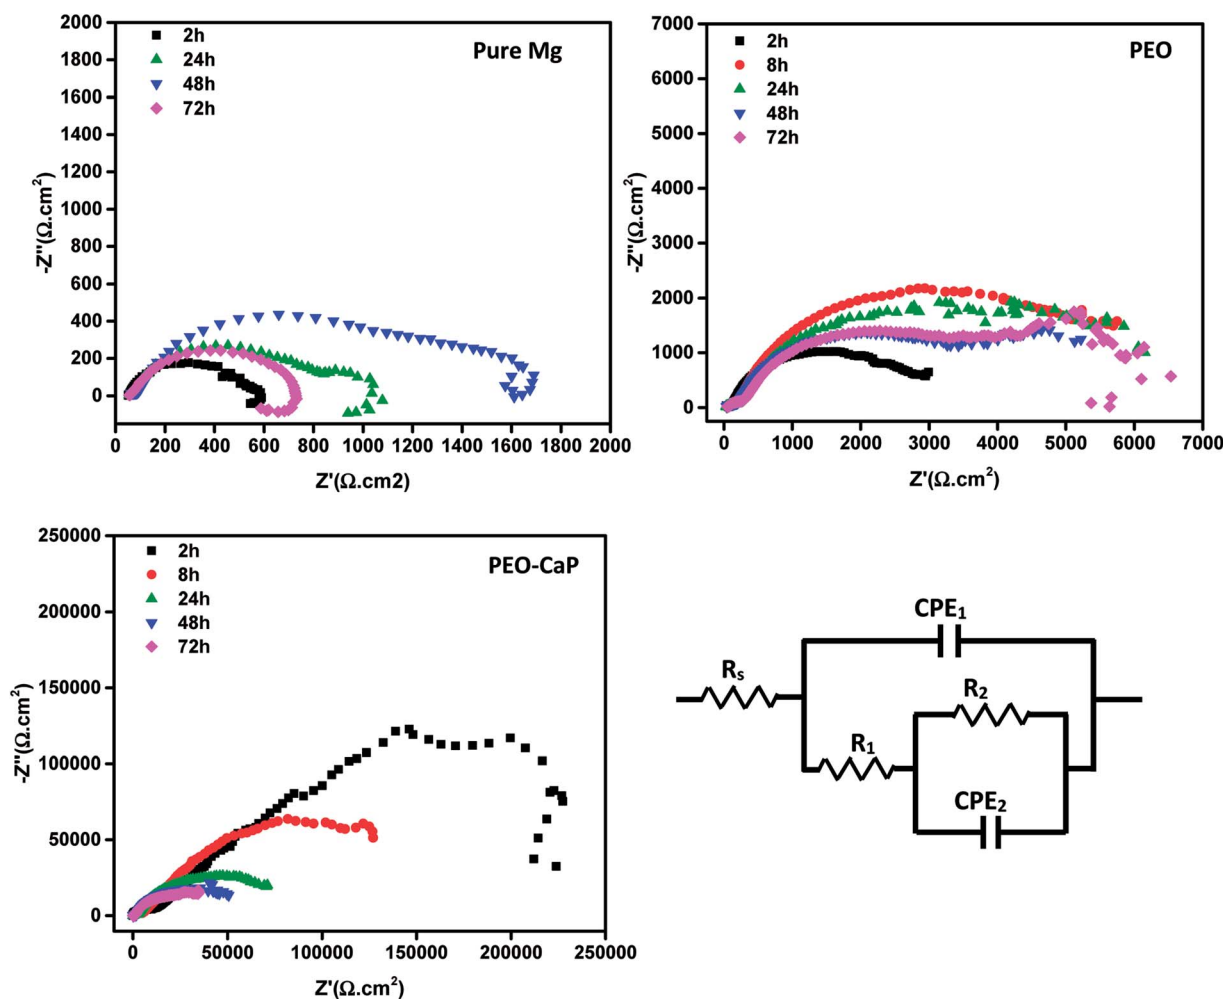 Pure Mg
2h
24h
48h
72h
-Z"(Ω.cm²)
2000
1800
1600
1400
1200
1000
800
600
400
200
0
0 200 400 600 800 1000 1200 1400 1600 1800 2000
Z'(Ω.cm2)
PEO
2h
8h
24h
48h
72h
-Z"(Ω.cm²)
7000
6000
5000
4000
3000
2000
1000
0
0 1000 2000 3000 4000 5000 6000 7000
Z'(Ω.cm²)
PEO-CaP
2h
8h
24h
48h
72h
-Z"(Ω.cm²)
250000
200000
150000
100000
50000
0
0 50000 100000 150000 200000 250000
Z'(Ω.cm²)
CPE₁
Rₛ
R₂
R₁
CPE₂